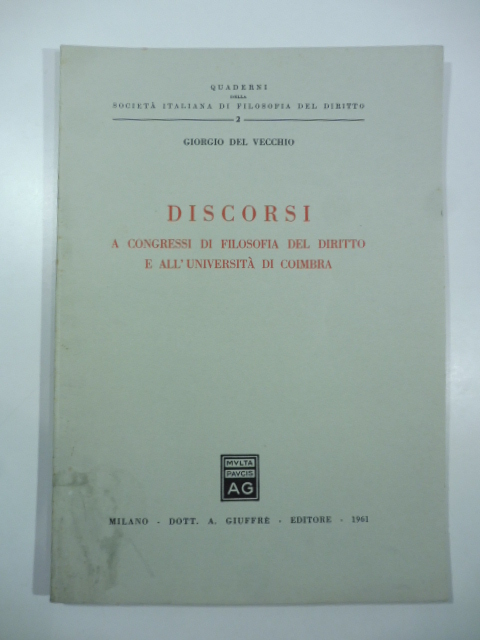 QUADERNI
DELLA
SOCIETÀ ITALIANA DI FILOSOFIA DEL DIRITTO
2
GIORGIO DEL VECCHIO
DISCORSI
A CONGRESSI DI FILOSOFIA DEL DIRITTO
E ALL'UNIVERSITÀ DI COIMBRA
MVLTA
PAVCIS
AG
MILANO - DOTT. A. GIUFFRÈ - EDITORE - 1961